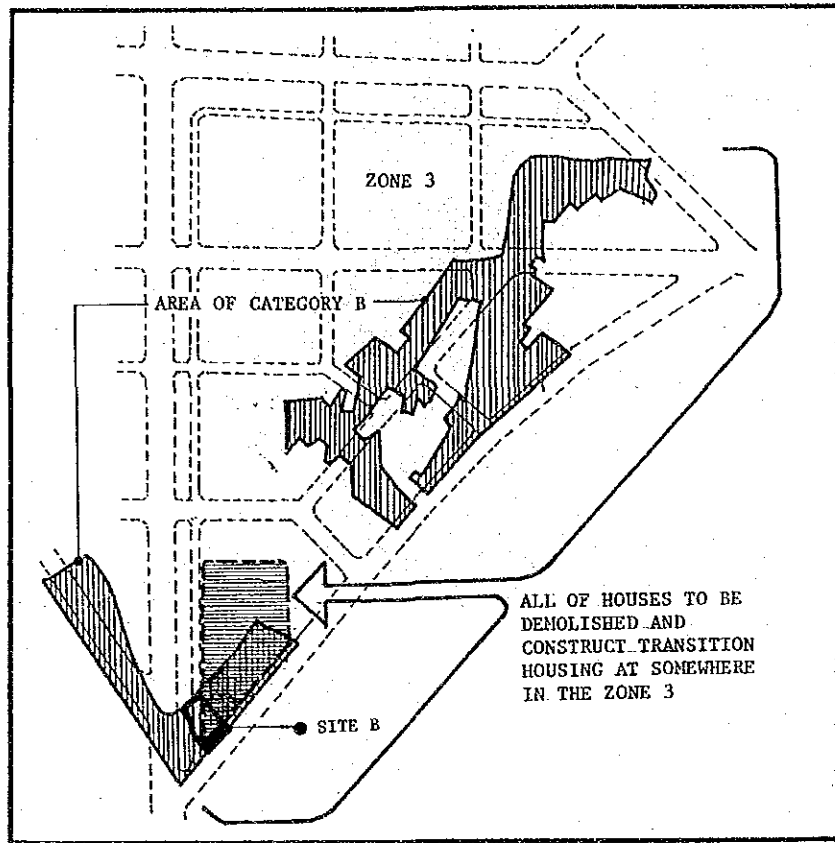 ZONE 3
AREA OF CATEGORY B
ALL OF HOUSES TO BE
DEMOLISHED AND
CONSTRUCT TRANSITION
HOUSING AT SOMEWHERE
IN THE ZONE 3
SITE B